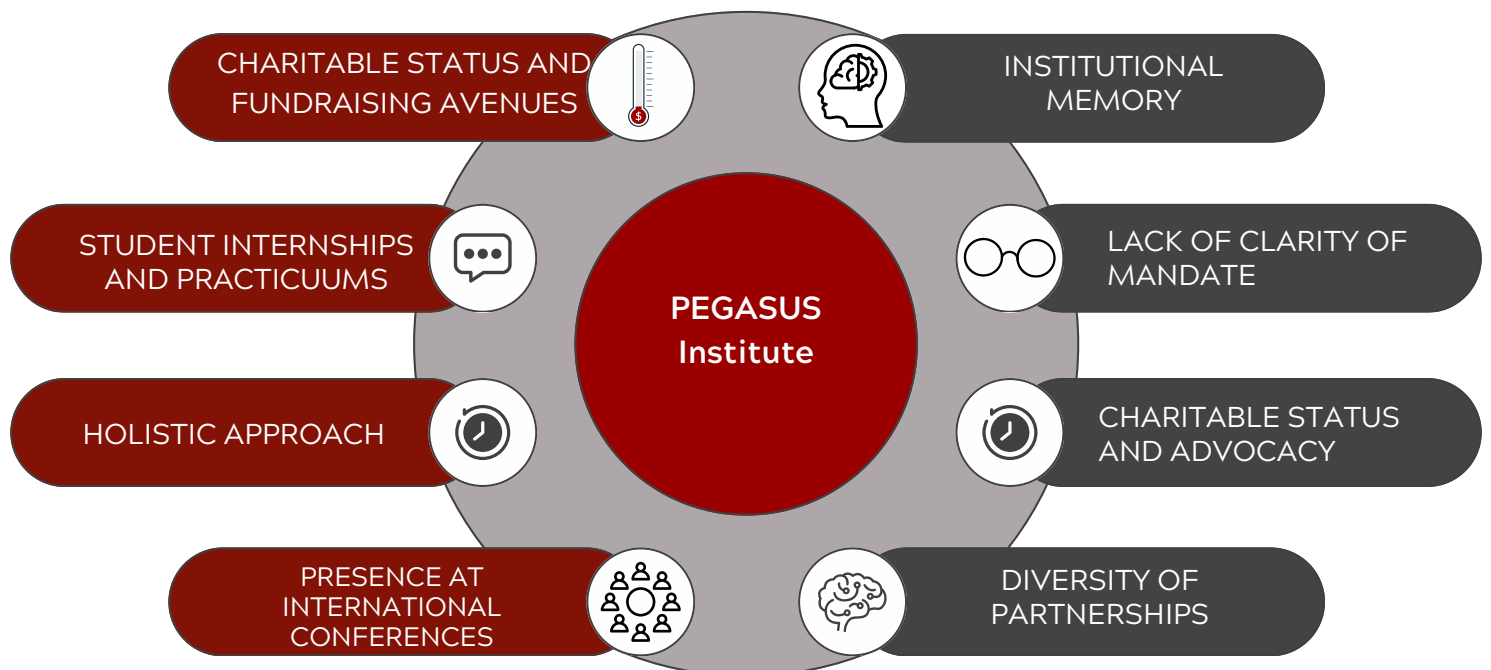 CHARITABLE STATUS AND
FUNDRAISING AVENUES
$
STUDENT INTERNSHIPS
AND PRACTICUUMS
HOLISTIC APPROACH
PRESENCE AT
INTERNATIONAL
CONFERENCES
PEGASUS
Institute
INSTITUTIONAL
MEMORY
LACK OF CLARITY OF
MANDATE
CHARITABLE STATUS
AND ADVOCACY
DIVERSITY OF
PARTNERSHIPS